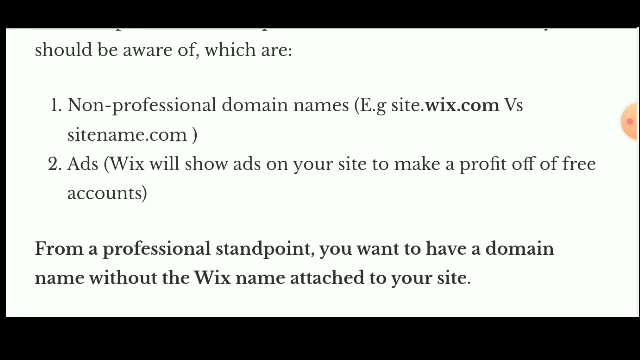 should be aware of, which are:
1. Non-professional domain names (E.g site.wix.com Vs
sitename.com )
2. Ads (Wix will show ads on your site to make a profit off of free
accounts)
From a professional standpoint, you want to have a domain
name without the Wix name attached to your site.